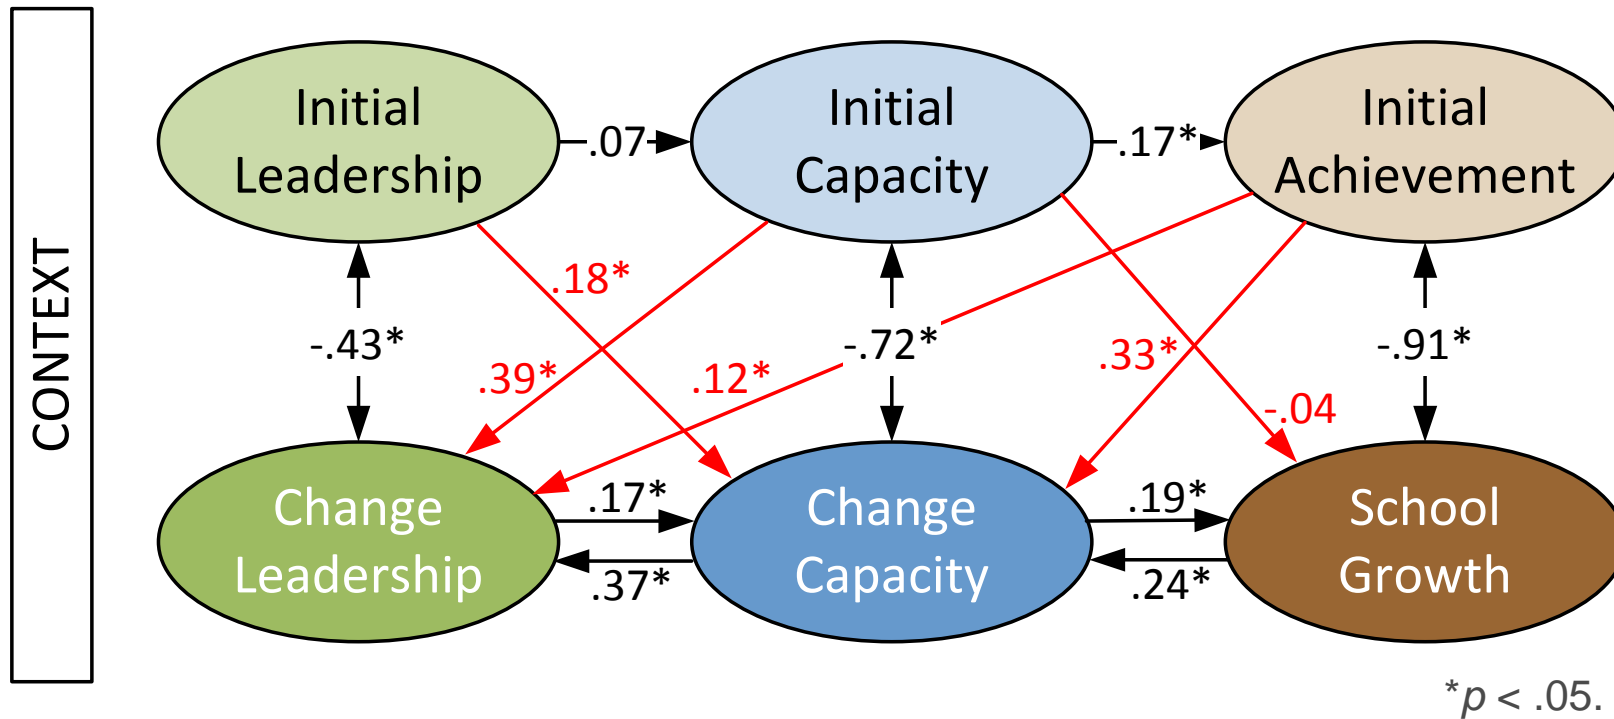 CONTEXT
Initial
Leadership
.07
Initial
Capacity
.17*
Initial
Achievement
.18*
-.43*
-.72*
-.91*
.39*
.12*
.33*
-.04
Change
Leadership
.17*
.37*
Change
Capacity
.19*
.24*
School
Growth
*p < .05.